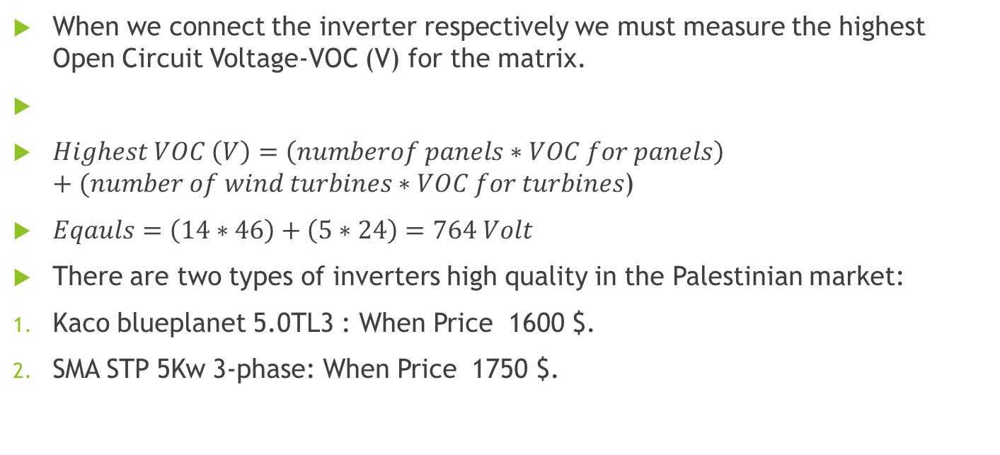 When we connect the inverter respectively we must measure the highest
Open Circuit Voltage-VOC (V) for the matrix.
Highest VOC (V) = (numberof panels * VOC for panels)
+ (number of wind turbines * VOC for turbines)
Eqauls = (14 * 46) + (5 * 24) = 764 Volt
There are two types of inverters high quality in the Palestinian market:
1. Kaco blueplanet 5.0TL3 : When Price 1600 $.
2. SMA STP 5Kw 3-phase: When Price 1750 $.